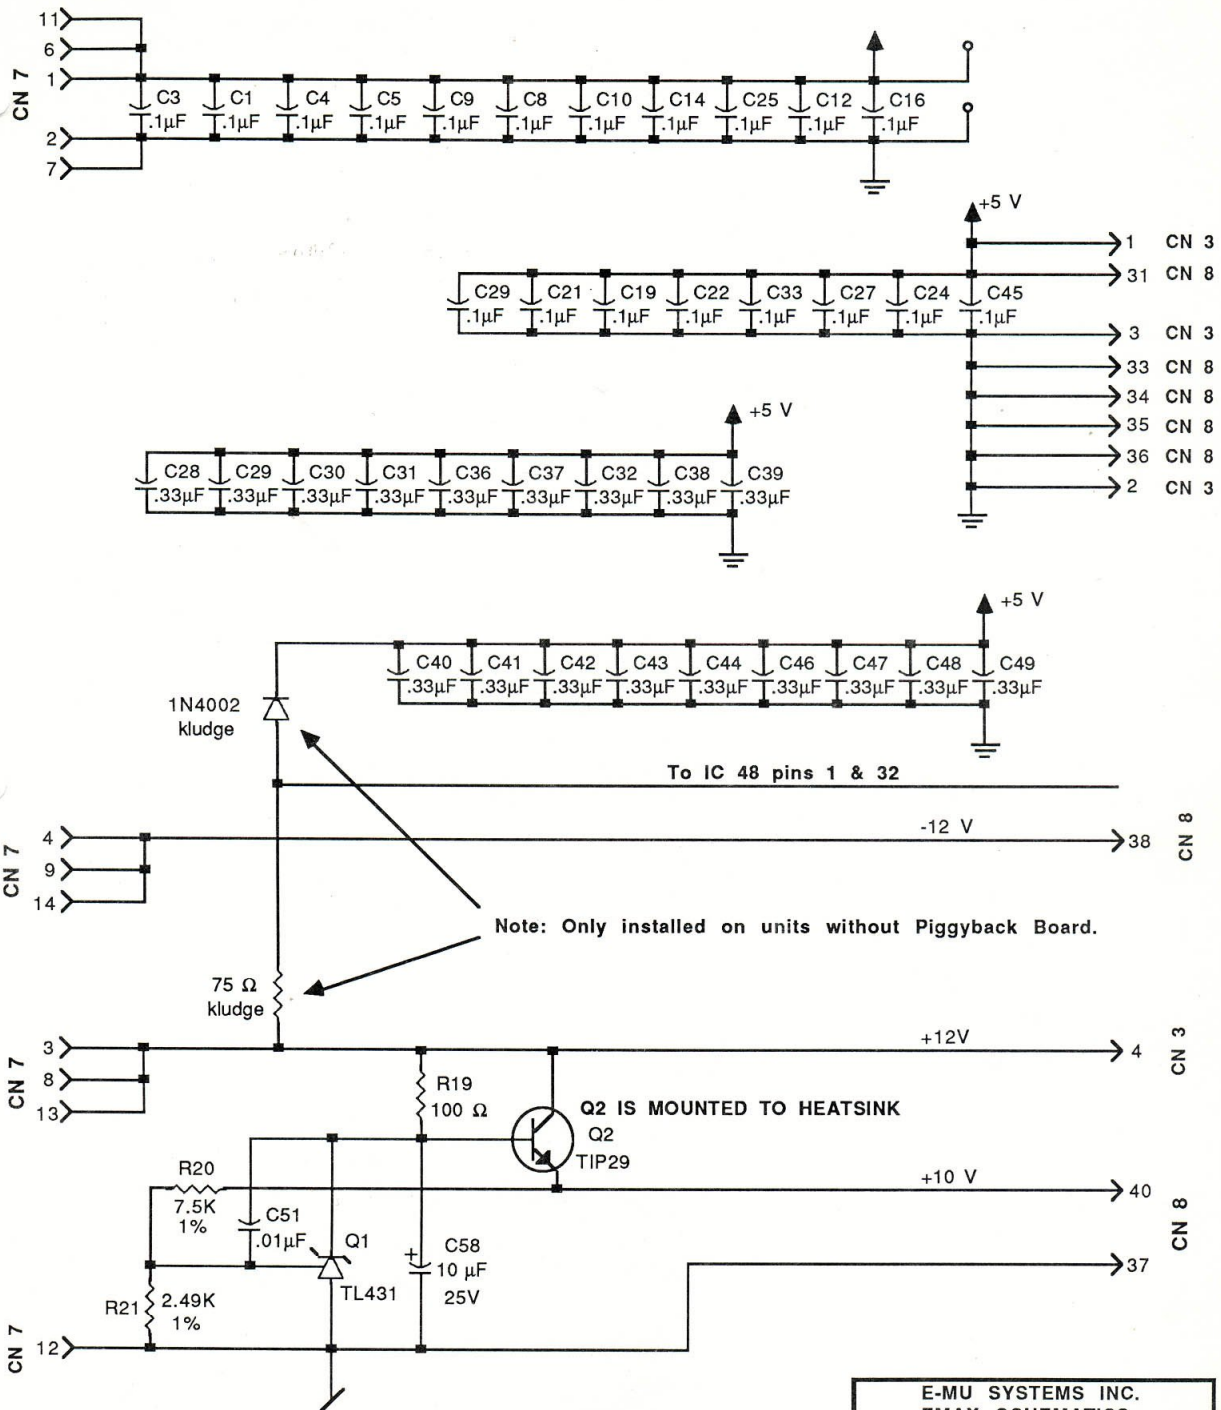 11
6
1
CN 7
2
7
C3 .1µF
C1 .1µF
C4 .1µF
C5 .1µF
C9 .1µF
C8 .1µF
C10 .1µF
C14 .1µF
C25 .1µF
C12 .1µF
C16 .1µF
+5 V
1 CN 3
31 CN 8
C29 .1µF
C21 .1µF
C19 .1µF
C22 .1µF
C33 .1µF
C27 .1µF
C24 .1µF
C45 .1µF
3 CN 3
33 CN 8
34 CN 8
35 CN 8
36 CN 8
2 CN 3
+5 V
C28 .33µF
C29 .33µF
C30 .33µF
C31 .33µF
C36 .33µF
C37 .33µF
C32 .33µF
C38 .33µF
C39 .33µF
+5 V
C40 .33µF
C41 .33µF
C42 .33µF
C43 .33µF
C44 .33µF
C46 .33µF
C47 .33µF
C48 .33µF
C49 .33µF
1N4002
kludge
To IC 48 pins 1 & 32
4
9
14
CN 7
-12 V
38
CN 8
Note: Only installed on units without Piggyback Board.
75 Ω
kludge
3
8
13
CN 7
+12V
4
CN 3
R19
100 Ω
Q2 IS MOUNTED TO HEATSINK
Q2
TIP29
R20
7.5K
1%
+10 V
40
CN 8
37
C51
.01µF
Q1
TL431
+
C58
10 µF
25V
R21
2.49K
1%
CN 7
12
E-MU SYSTEMS INC.
EMAX SCHEMATICS